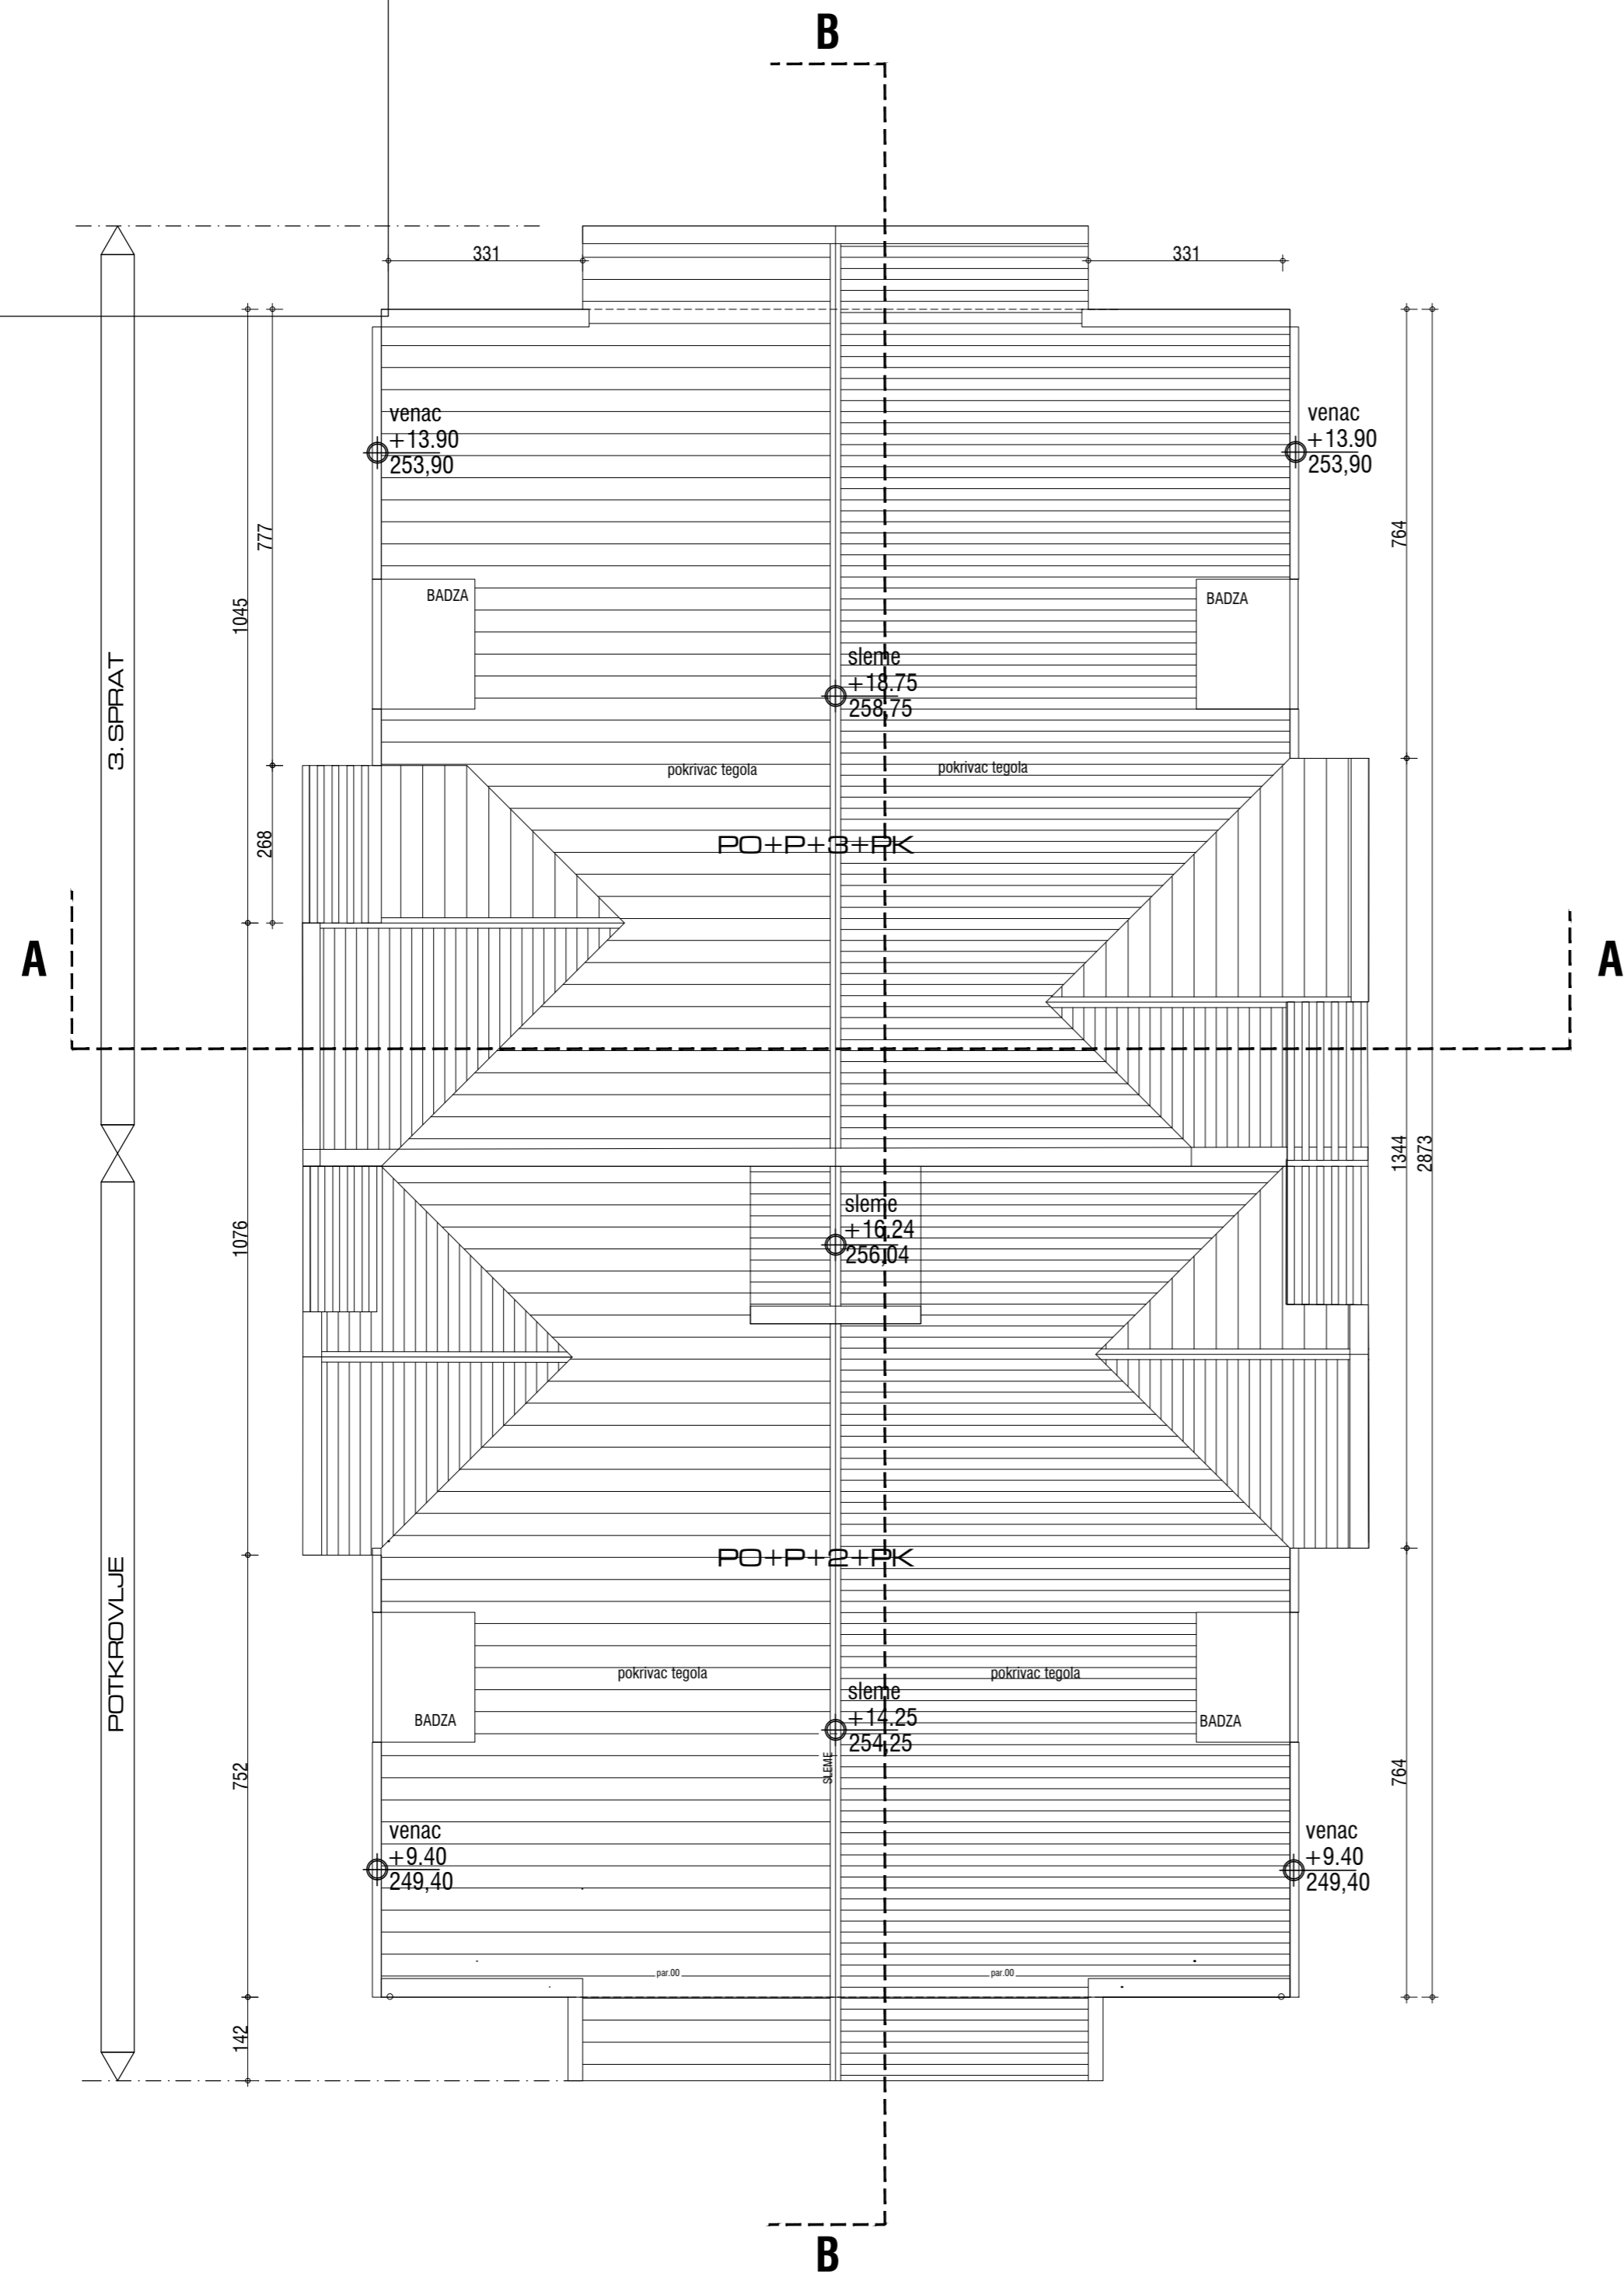 B
331
331
venac
+13.90
253,90
venac
+13.90
253,90
777
764
1045
BADZA
BADZA
3. SPRAT
sleme
+18.75
258,75
pokrivac tegola
pokrivac tegola
268
PO+P+3+PK
A
A
1344
2873
1076
sleme
+16.24
256,04
PO+P+2+PK
POTKROVLJE
pokrivac tegola
pokrivac tegola
BADZA
BADZA
sleme
+14.25
254,25
SLEME
752
764
venac
+9.40
249,40
venac
+9.40
249,40
par.00
par.00
142
B